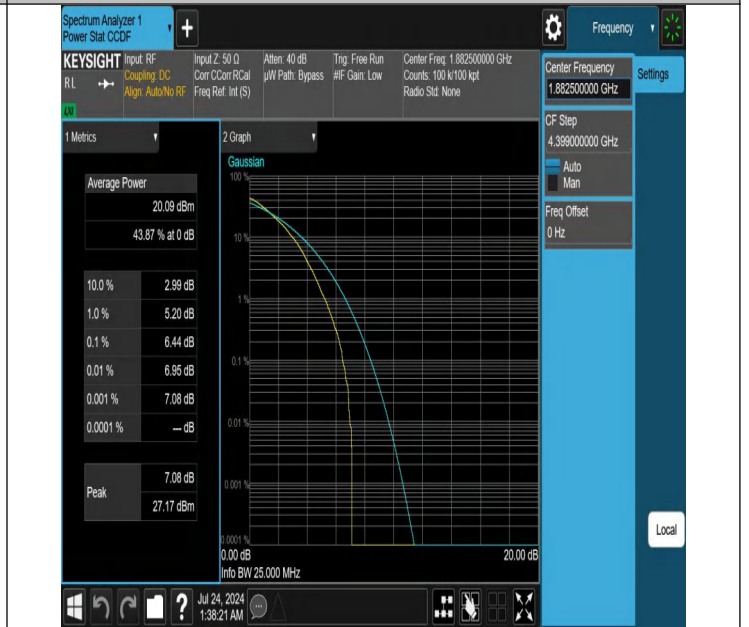 Spectrum Analyzer 1
Power Stat CCDF
+
Frequency
KEYSIGHT
RL
LXI
Input: RF
Coupling: DC
Align: Auto/No RF
Input Z: 50 Ω
Corr CCorr RCal
Freq Ref: Int (S)
Atten: 40 dB
µW Path: Bypass
Trig: Free Run
#IF Gain: Low
Center Freq: 1.882500000 GHz
Counts: 100 k/100 kpt
Radio Std: None
1 Metrics
Average Power
20.09 dBm
43.87 % at 0 dB
10.0 % 2.99 dB
1.0 % 5.20 dB
0.1 % 6.44 dB
0.01 % 6.95 dB
0.001 % 7.08 dB
0.0001 % --- dB
Peak
7.08 dB
27.17 dBm
2 Graph
Gaussian
100 %
10 %
1 %
0.1 %
0.01 %
0.001 %
0.0001 %
0.00 dB 20.00 dB
Info BW 25.000 MHz
Center Frequency
1.882500000 GHz
Settings
CF Step
4.399000000 GHz
Auto
Man
Freq Offset
0 Hz
Local
?
Jul 24, 2024
1:38:21 AM